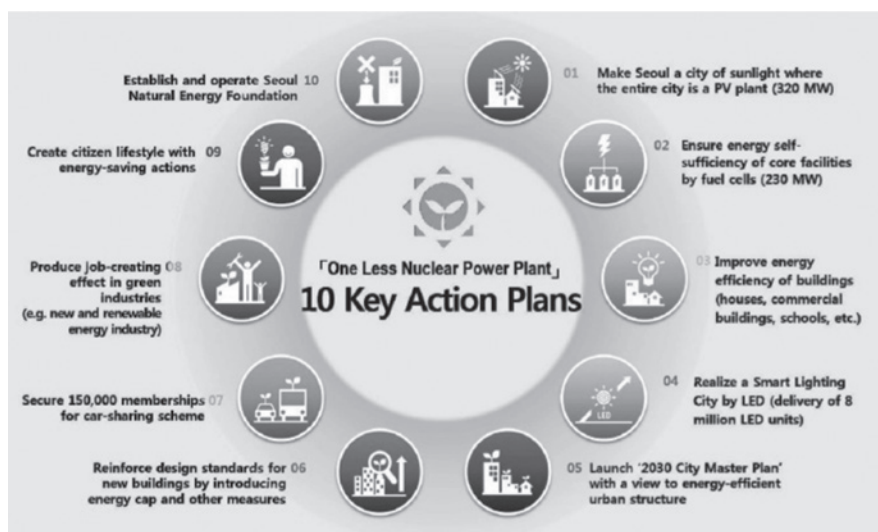 「One Less Nuclear Power Plant」
10 Key Action Plans
01 Make Seoul a city of sunlight where
the entire city is a PV plant (320 MW)
02 Ensure energy self-
sufficiency of core facilities
by fuel cells (230 MW)
03 Improve energy
efficiency of buildings
(houses, commercial
buildings, schools, etc.)
LED
04 Realize a Smart Lighting
City by LED (delivery of 8
million LED units)
05 Launch '2030 City Master Plan'
with a view to energy-efficient
urban structure
Reinforce design standards for 06
new buildings by introducing
energy cap and other measures
Secure 150,000 memberships 07
for car-sharing scheme
Produce job-creating 08
effect in green
industries
(e.g. new and renewable
energy industry)
Create citizen lifestyle with 09
energy-saving actions
Establish and operate Seoul 10
Natural Energy Foundation